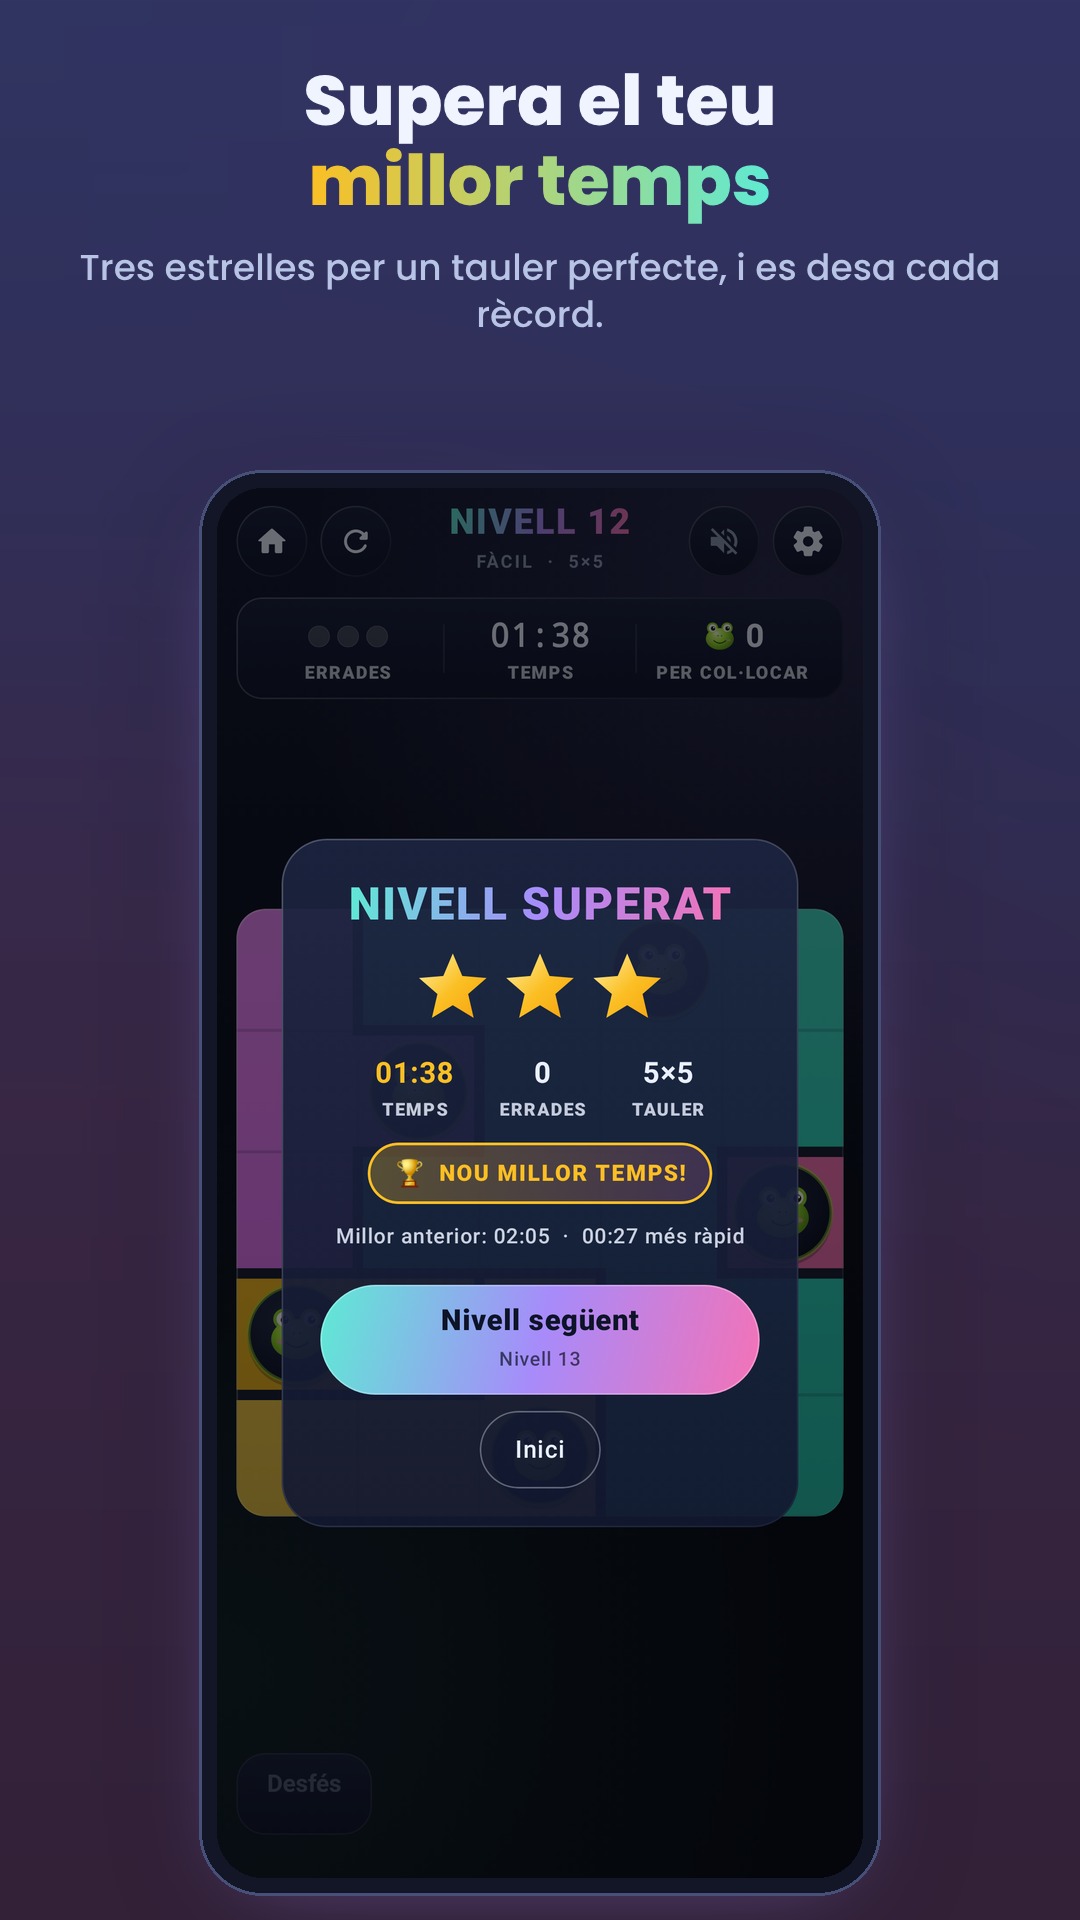 Supera el teu
millor temps
Tres estrelles per un tauler perfecte, i es desa cada
rècord.
NIVELL 12
FÀCIL · 5×5
01:38
0
ERRADES
TEMPS
PER COL·LOCAR
NIVELL SUPERAT
01:38
0
5×5
TEMPS
ERRADES
TAULER
NOU MILLOR TEMPS!
Millor anterior: 02:05 · 00:27 més ràpid
Nivell següent
Nivell 13
Inici
Desfés